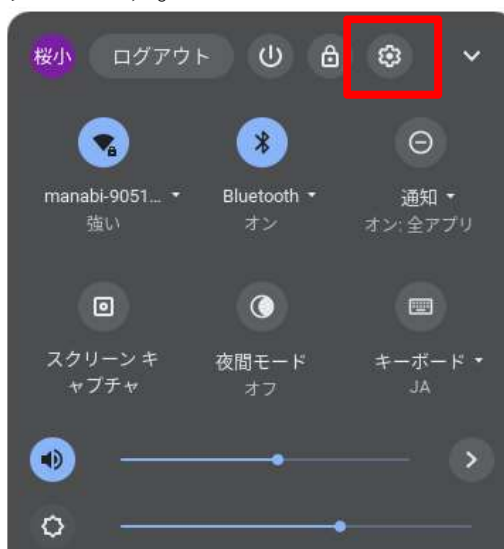 桜小 ログアウト
manabi-9051... Bluetooth 通知
強い オン オン: 全アプリ
スクリーン キ
ャプチャ
夜間モード
オフ
キーボード
JA